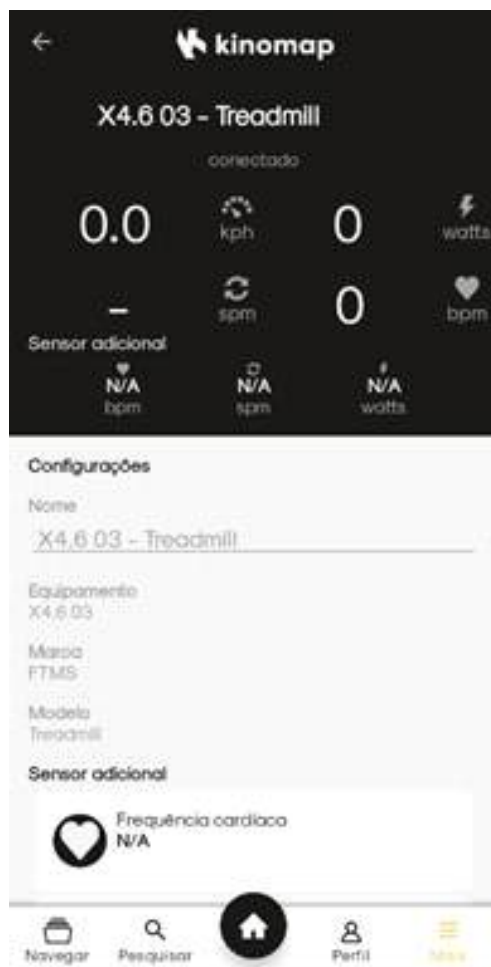 kinomap
X4.6 03 - Treadmill
conectado
0.0 kph 0 watts
- spm 0 bpm
Sensor adicional
N/A N/A N/A
bpm spm watts
Configurações
Nome
X4.6 03 - Treadmill
Equipamento
X4.6 03
Marca
FTMS
Modelo
Treadmill
Sensor adicional
Frequência cardíaca
N/A
Navegar Pesquisar Perfil Mais